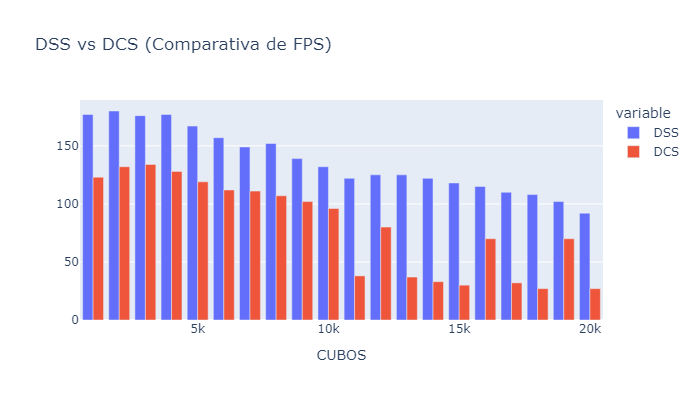 DSS vs DCS (Comparativa de FPS)
variable
DSS
DCS
150
100
50
0
5k
10k
15k
20k
CUBOS